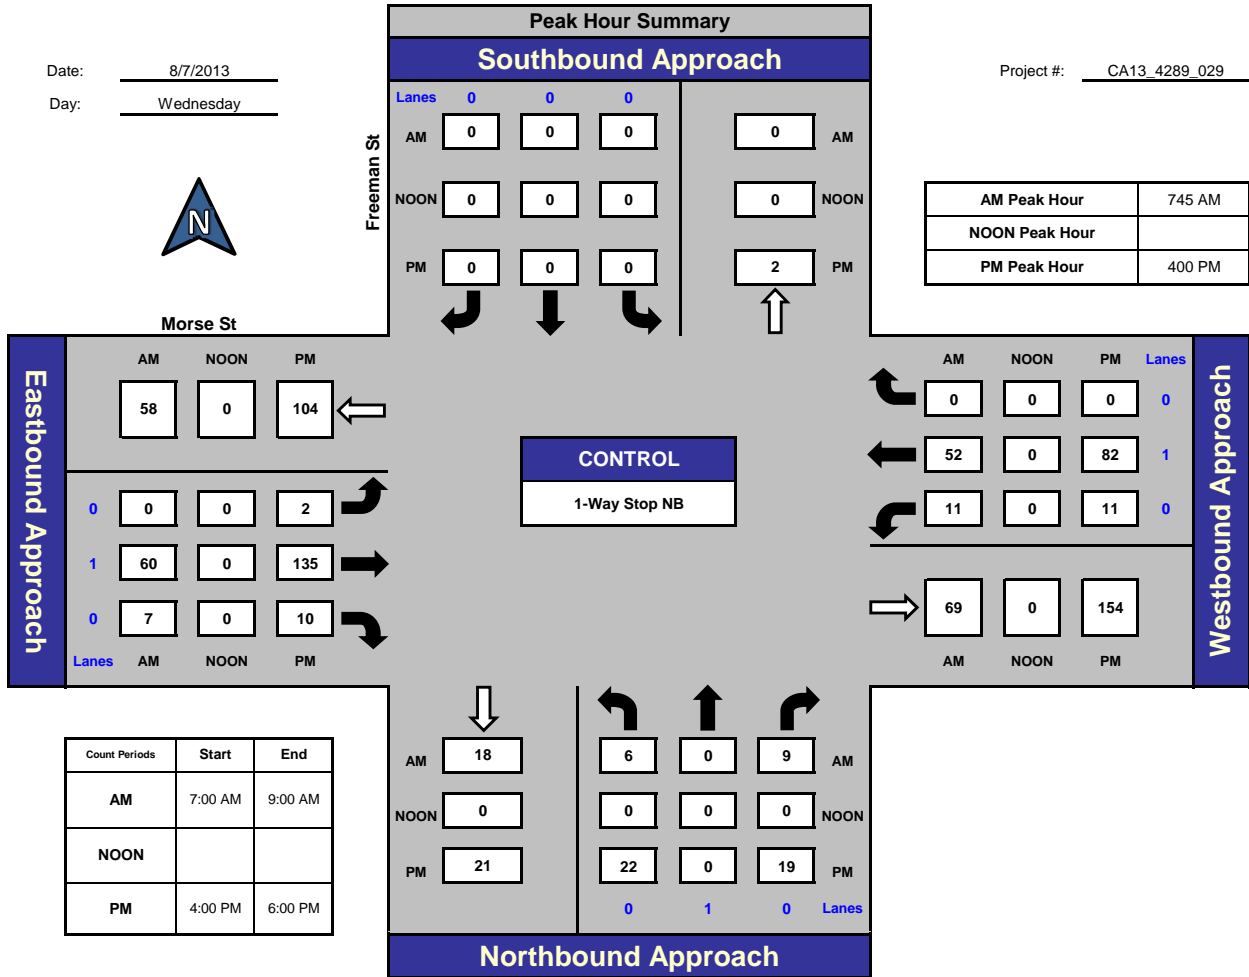 Peak Hour Summary
Southbound Approach
Date: 8/7/2013
Day: Wednesday
Project #: CA13_4289_029
Lanes 0 0 0
AM 0 0 0 0 AM
NOON 0 0 0 0 NOON
PM 0 0 0 2 PM
Freeman St
N
AM Peak Hour 745 AM
NOON Peak Hour
PM Peak Hour 400 PM
Morse St
Eastbound Approach
AM NOON PM
58 0 104
0 0 0 2
1 60 0 135
0 7 0 10
Lanes AM NOON PM
CONTROL
1-Way Stop NB
AM NOON PM Lanes
0 0 0 0
52 0 82 1
11 0 11 0
69 0 154
AM NOON PM
Westbound Approach
Count Periods Start End
AM 7:00 AM 9:00 AM
NOON
PM 4:00 PM 6:00 PM
AM 18 6 0 9 AM
NOON 0 0 0 0 NOON
PM 21 22 0 19 PM
0 1 0 Lanes
Northbound Approach